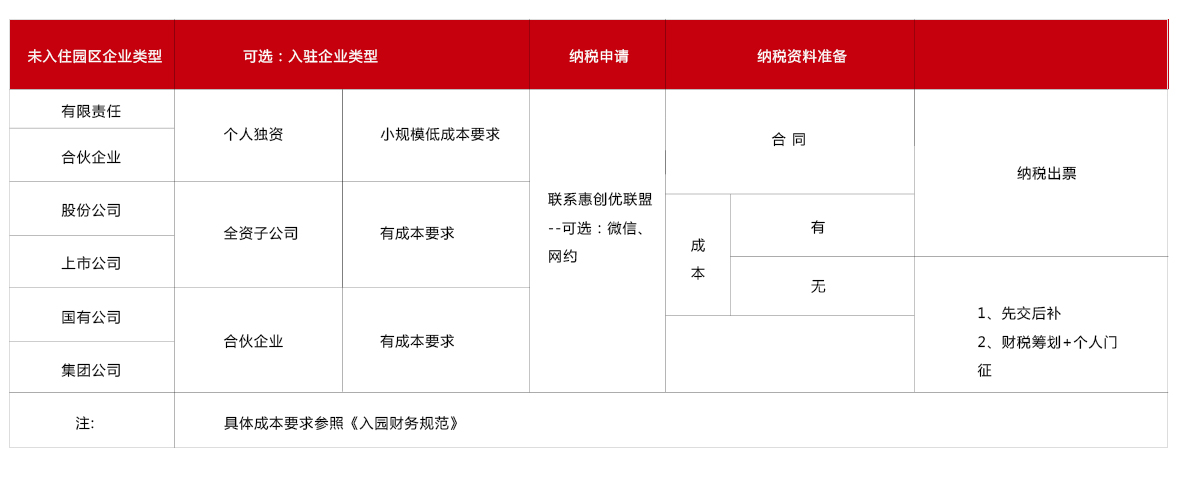 未入住园区企业类型
可选：入驻企业类型
纳税申请
纳税资料准备
有限责任
合伙企业
股份公司
上市公司
国有公司
集团公司
个人独资
小规模低成本要求
全资子公司
有成本要求
合伙企业
有成本要求
联系惠创优联盟
--可选：微信、
网约
合 同
成
本
有
无
纳税出票
1、先交后补
2、财税筹划+个人门
征
注:
具体成本要求参照《入园财务规范》